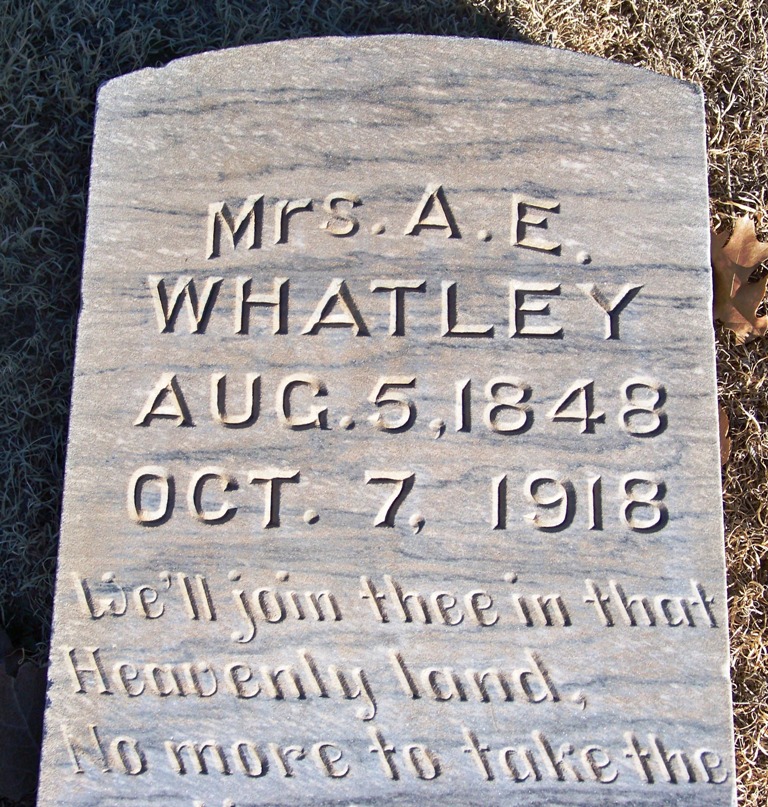 Mrs. A. E.
WHATLEY
AUG. 5, 1848
OCT. 7, 1918
We'll join thee in that
Heavenly land,
No more to take the